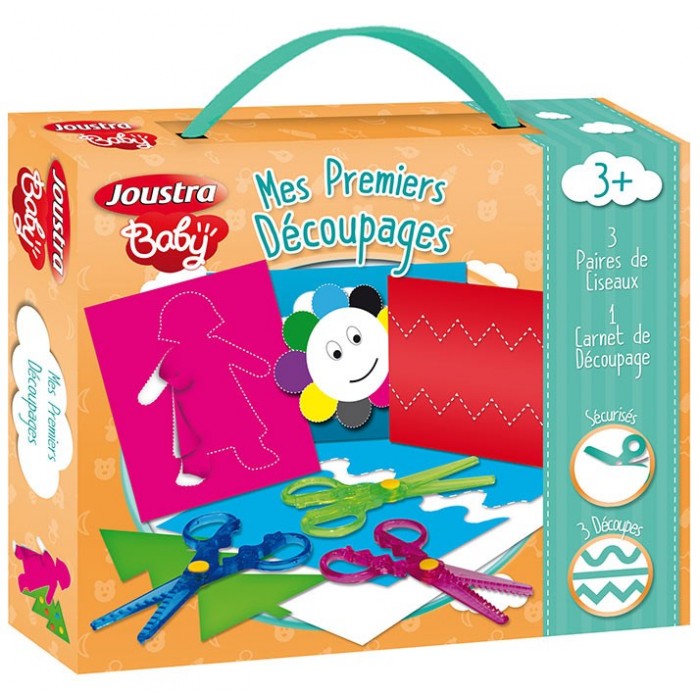 Joustra
Baby
Mes Premiers
Découpages
3+
3
Paires de
Ciseaux
1
Carnet de
Découpage
Sécurisés
3 Découpes
Joustra
Baby
Mes Premiers
Découpages
Joustra
Baby